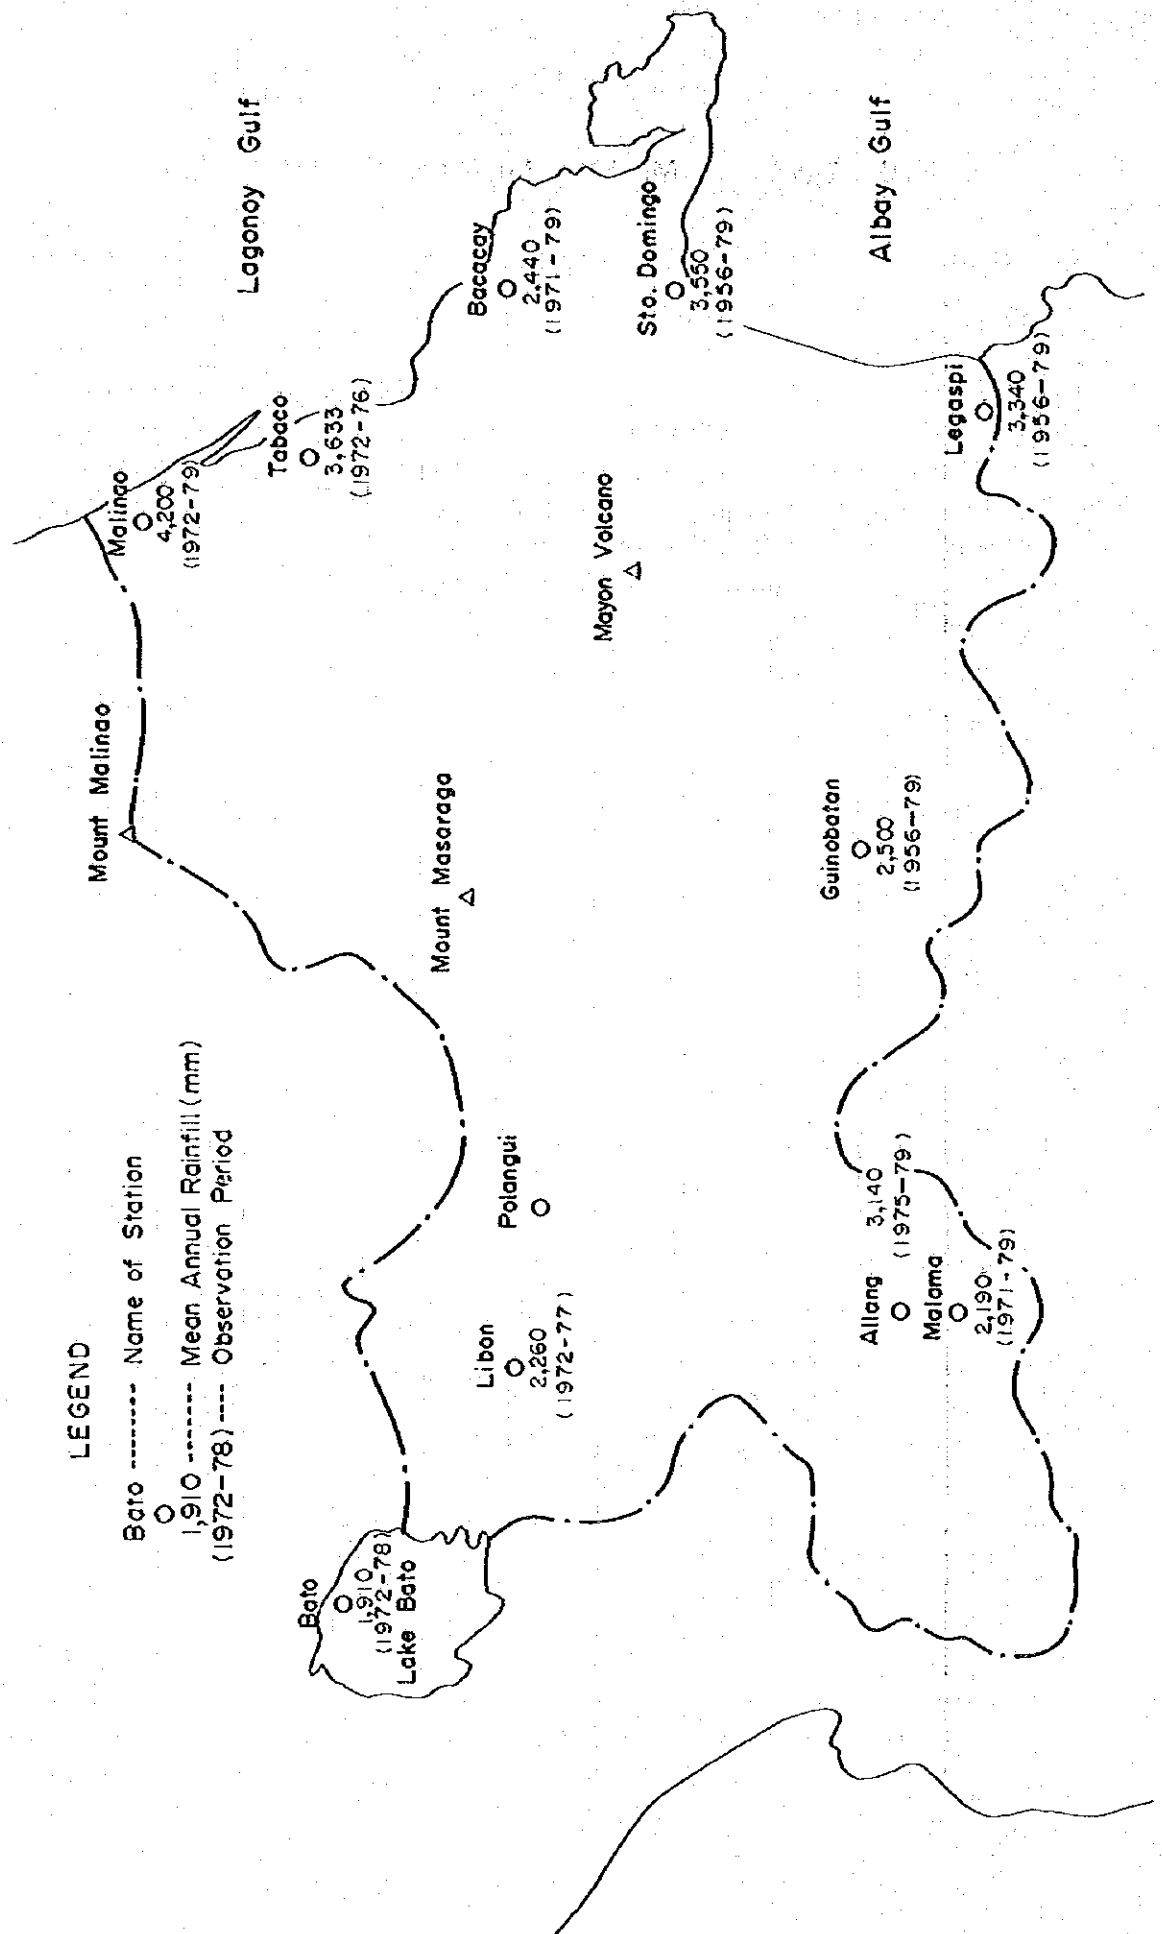 LEGEND
Bato -------- Name of Station
1,910 ------- Mean Annual Rainfill (mm)
(1972-78) ---- Observation Period
Mount Malinao
Malinao
4,200
(1972-79)
Lagonoy Gulf
Tabaco
3,633
(1972-76)
Bato
1,910
(1972-78)
Lake Bato
Mount Masaraga
Bacacay
2,440
(1971-79)
Libon
2,260
(1972-77)
Polangui
Mayon Volcano
Sto. Domingo
3,550
(1956-79)
Guinobatan
2,500
(1956-79)
Albay Gulf
Allang
3,140
(1975-79)
Malama
2,190
(1971-79)
Legaspi
3,340
(1956-79)